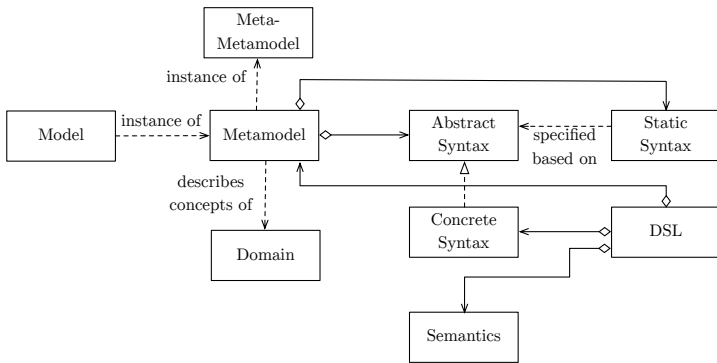 Meta-
Metamodel
instance of
instance of
Model
Metamodel
Abstract
Syntax
specified
based on
Static
Syntax
describes
concepts of
Concrete
Syntax
DSL
Domain
Semantics